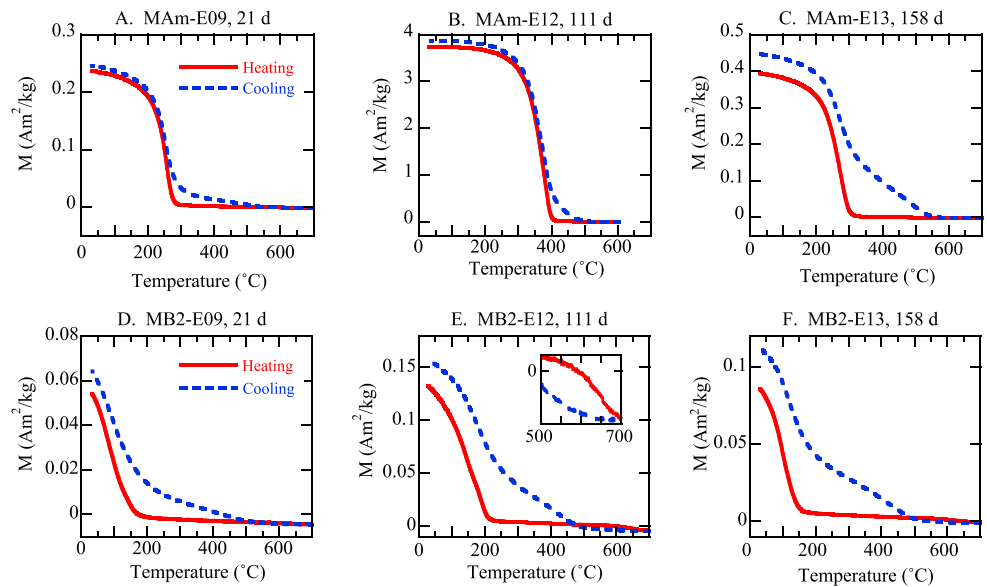 A. MAm-E09, 21 d
B. MAm-E12, 111 d
C. MAm-E13, 158 d
0.3
0.2
0.1
0
M (Am²/kg)
Heating
Cooling
0 200 400 600
Temperature (˚C)
4
3
2
1
0
M (Am²/kg)
0 200 400 600
Temperature (˚C)
0.5
0.4
0.3
0.2
0.1
0
M (Am²/kg)
0 200 400 600
Temperature (˚C)
D. MB2-E09, 21 d
E. MB2-E12, 111 d
F. MB2-E13, 158 d
0.08
0.06
0.04
0.02
0
M (Am²/kg)
Heating
Cooling
0 200 400 600
Temperature (˚C)
0.15
0.1
0.05
0
M (Am²/kg)
0
500 700
0 200 400 600
Temperature (˚C)
0.1
0.05
0
M (Am²/kg)
0 200 400 600
Temperature (˚C)